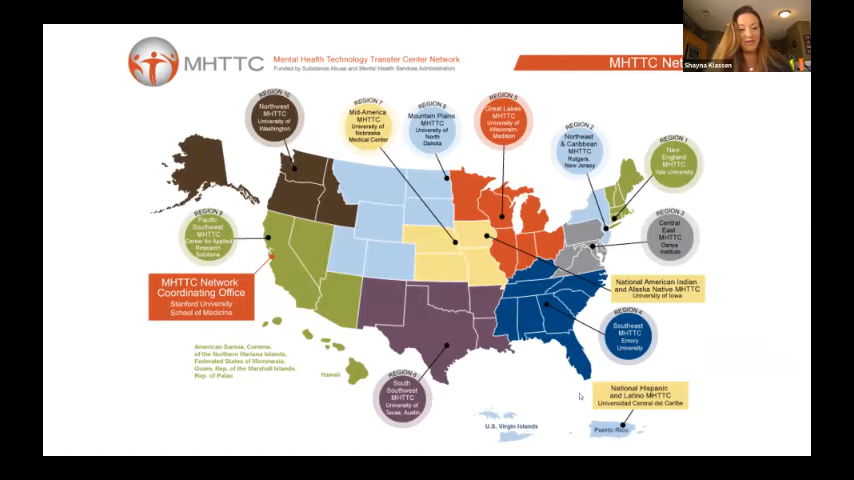 MHTTC
Mental Health Technology Transfer Center Network
Funded by Substance Abuse and Mental Health Services Administration
MHTTC Net
Shayna Klassen
REGION 10
Northwest
MHTTC
University of
Washington
REGION 7
Mid-America
MHTTC
University of
Nebraska
Medical Center
REGION 8
Mountain Plains
MHTTC
University of
North
Dakota
REGION 5
Great Lakes
MHTTC
University of
Wisconsin-
Madison
REGION 2
Northeast
& Caribbean
MHTTC
Rutgers,
New Jersey
REGION 1
New
England
MHTTC
Yale University
REGION 9
Pacific
Southwest
MHTTC
Center for Applied
Research
Solutions
REGION 3
Central
East
MHTTC
Danya
Institute
MHTTC Network
Coordinating Office
Stanford University
School of Medicine
National American Indian
and Alaska Native MHTTC
University of Iowa
REGION 4
Southeast
MHTTC
Emory
University
American Samoa, Comme.
of the Northern Mariana Islands,
Federated States of Micronesia,
Guam, Rep. of the Marshall Islands,
Rep. of Palau
Hawaii
REGION 6
South
Southwest
MHTTC
University of
Texas, Austin
National Hispanic
and Latino MHTTC
Universidad Central del Caribe
U.S. Virgin Islands
Puerto Rico